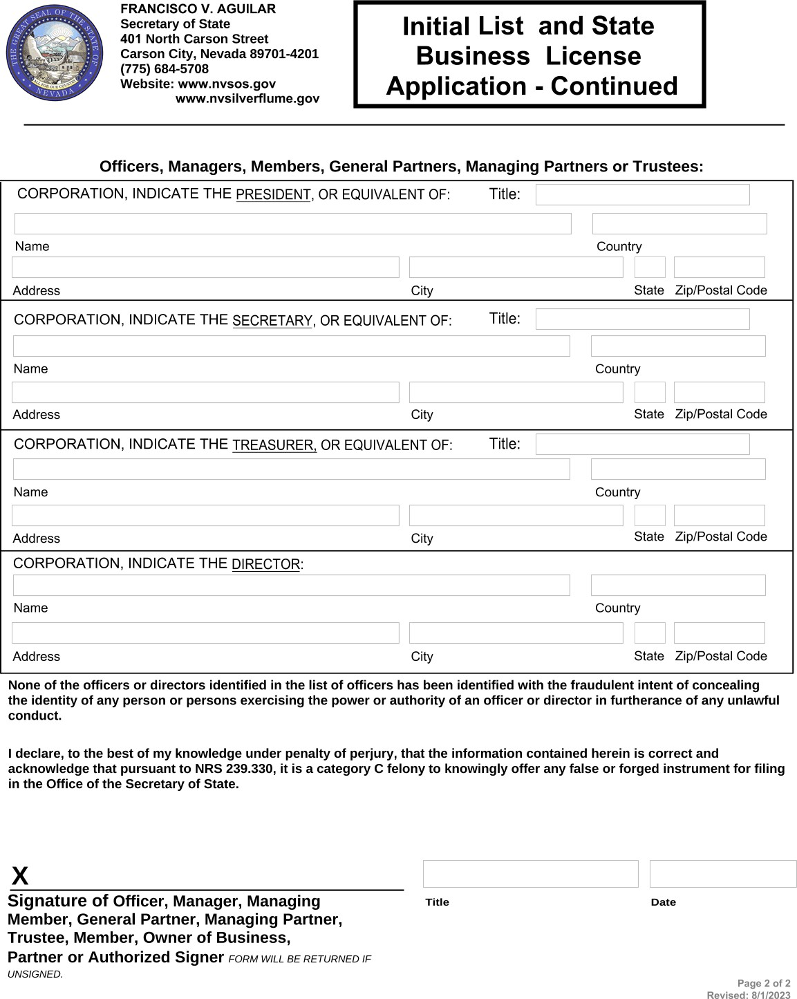 THE GREAT SEAL OF THE STATE OF NEVADA
ALL FOR OUR COUNTRY
FRANCISCO V. AGUILAR
Secretary of State
401 North Carson Street
Carson City, Nevada 89701-4201
(775) 684-5708
Website: www.nvsos.gov
www.nvsilverflume.gov
Initial List and State
Business License
Application - Continued
Officers, Managers, Members, General Partners, Managing Partners or Trustees:
CORPORATION, INDICATE THE PRESIDENT, OR EQUIVALENT OF: Title:
Name Country
Address City State Zip/Postal Code
CORPORATION, INDICATE THE SECRETARY, OR EQUIVALENT OF: Title:
Name Country
Address City State Zip/Postal Code
CORPORATION, INDICATE THE TREASURER, OR EQUIVALENT OF: Title:
Name Country
Address City State Zip/Postal Code
CORPORATION, INDICATE THE DIRECTOR:
Name Country
Address City State Zip/Postal Code
None of the officers or directors identified in the list of officers has been identified with the fraudulent intent of concealing
the identity of any person or persons exercising the power or authority of an officer or director in furtherance of any unlawful
conduct.
I declare, to the best of my knowledge under penalty of perjury, that the information contained herein is correct and
acknowledge that pursuant to NRS 239.330, it is a category C felony to knowingly offer any false or forged instrument for filing
in the Office of the Secretary of State.
X
Signature of Officer, Manager, Managing
Member, General Partner, Managing Partner,
Trustee, Member, Owner of Business,
Partner or Authorized Signer FORM WILL BE RETURNED IF
UNSIGNED.
Title Date
Page 2 of 2
Revised: 8/1/2023